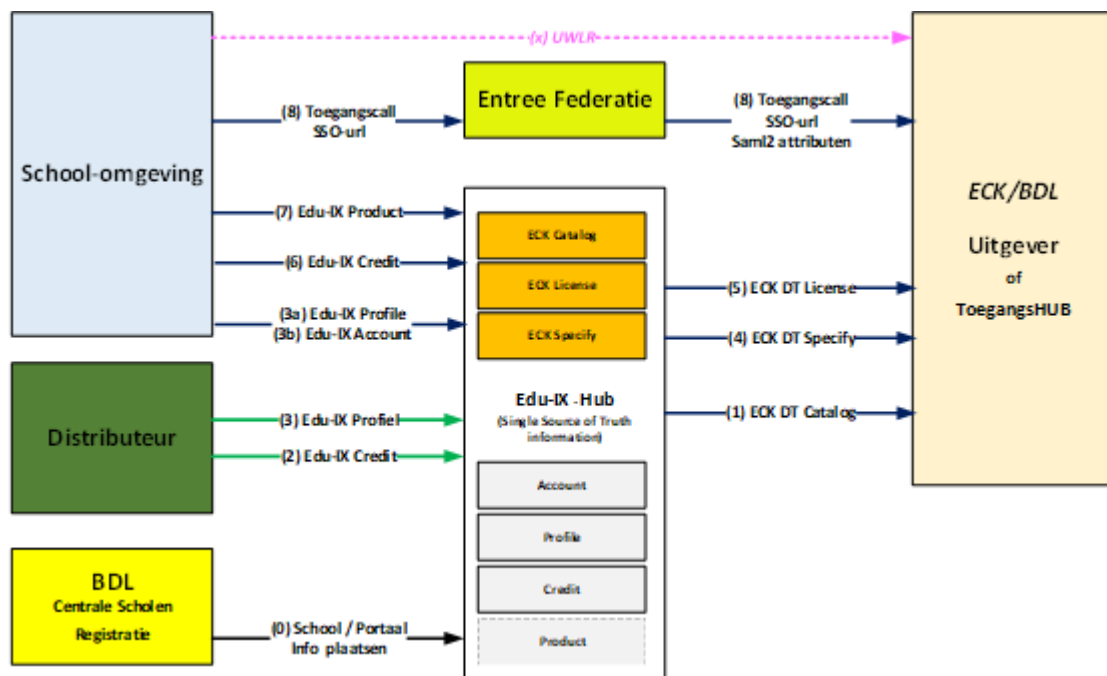 (x) UWLR
School-omgeving
(8) Toegangscall
SSO-url
Entree Federatie
(8) Toegangscall
SSO-url
Saml2 attributen
ECK/BDL
Uitgever
of
ToegangsHUB
(7) Edu-IX Product
(6) Edu-IX Credit
(3a) Edu-IX Profile
(3b) Edu-IX Account
ECK Catalog
ECK License
ECK Specify
(5) ECK DT License
(4) ECK DT Specify
(1) ECK DT Catalog
Edu-IX -Hub
(Single Source of Truth
information)
Distributeur
(3) Edu-IX Profiel
(2) Edu-IX Credit
Account
Profile
Credit
Product
BDL
Centrale Scholen
Registratie
(0) School / Portaal
Info plaatsen